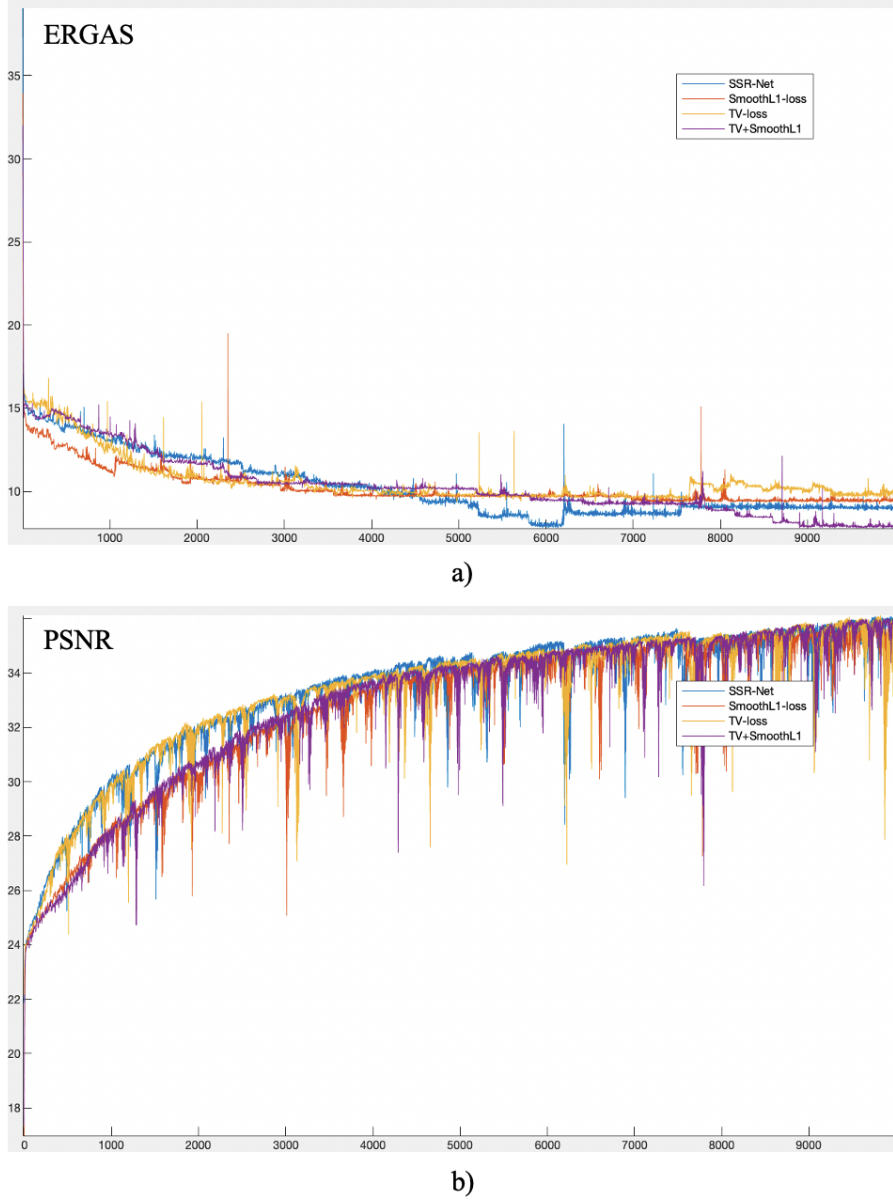 ERGAS
35
30
25
20
15
10
SSR-Net
SmoothL1-loss
TV-loss
TV+SmoothL1
1000 2000 3000 4000 5000 6000 7000 8000 9000
a)
PSNR
34
32
30
28
26
24
22
20
18
SSR-Net
SmoothL1-loss
TV-loss
TV+SmoothL1
0 1000 2000 3000 4000 5000 6000 7000 8000 9000
b)